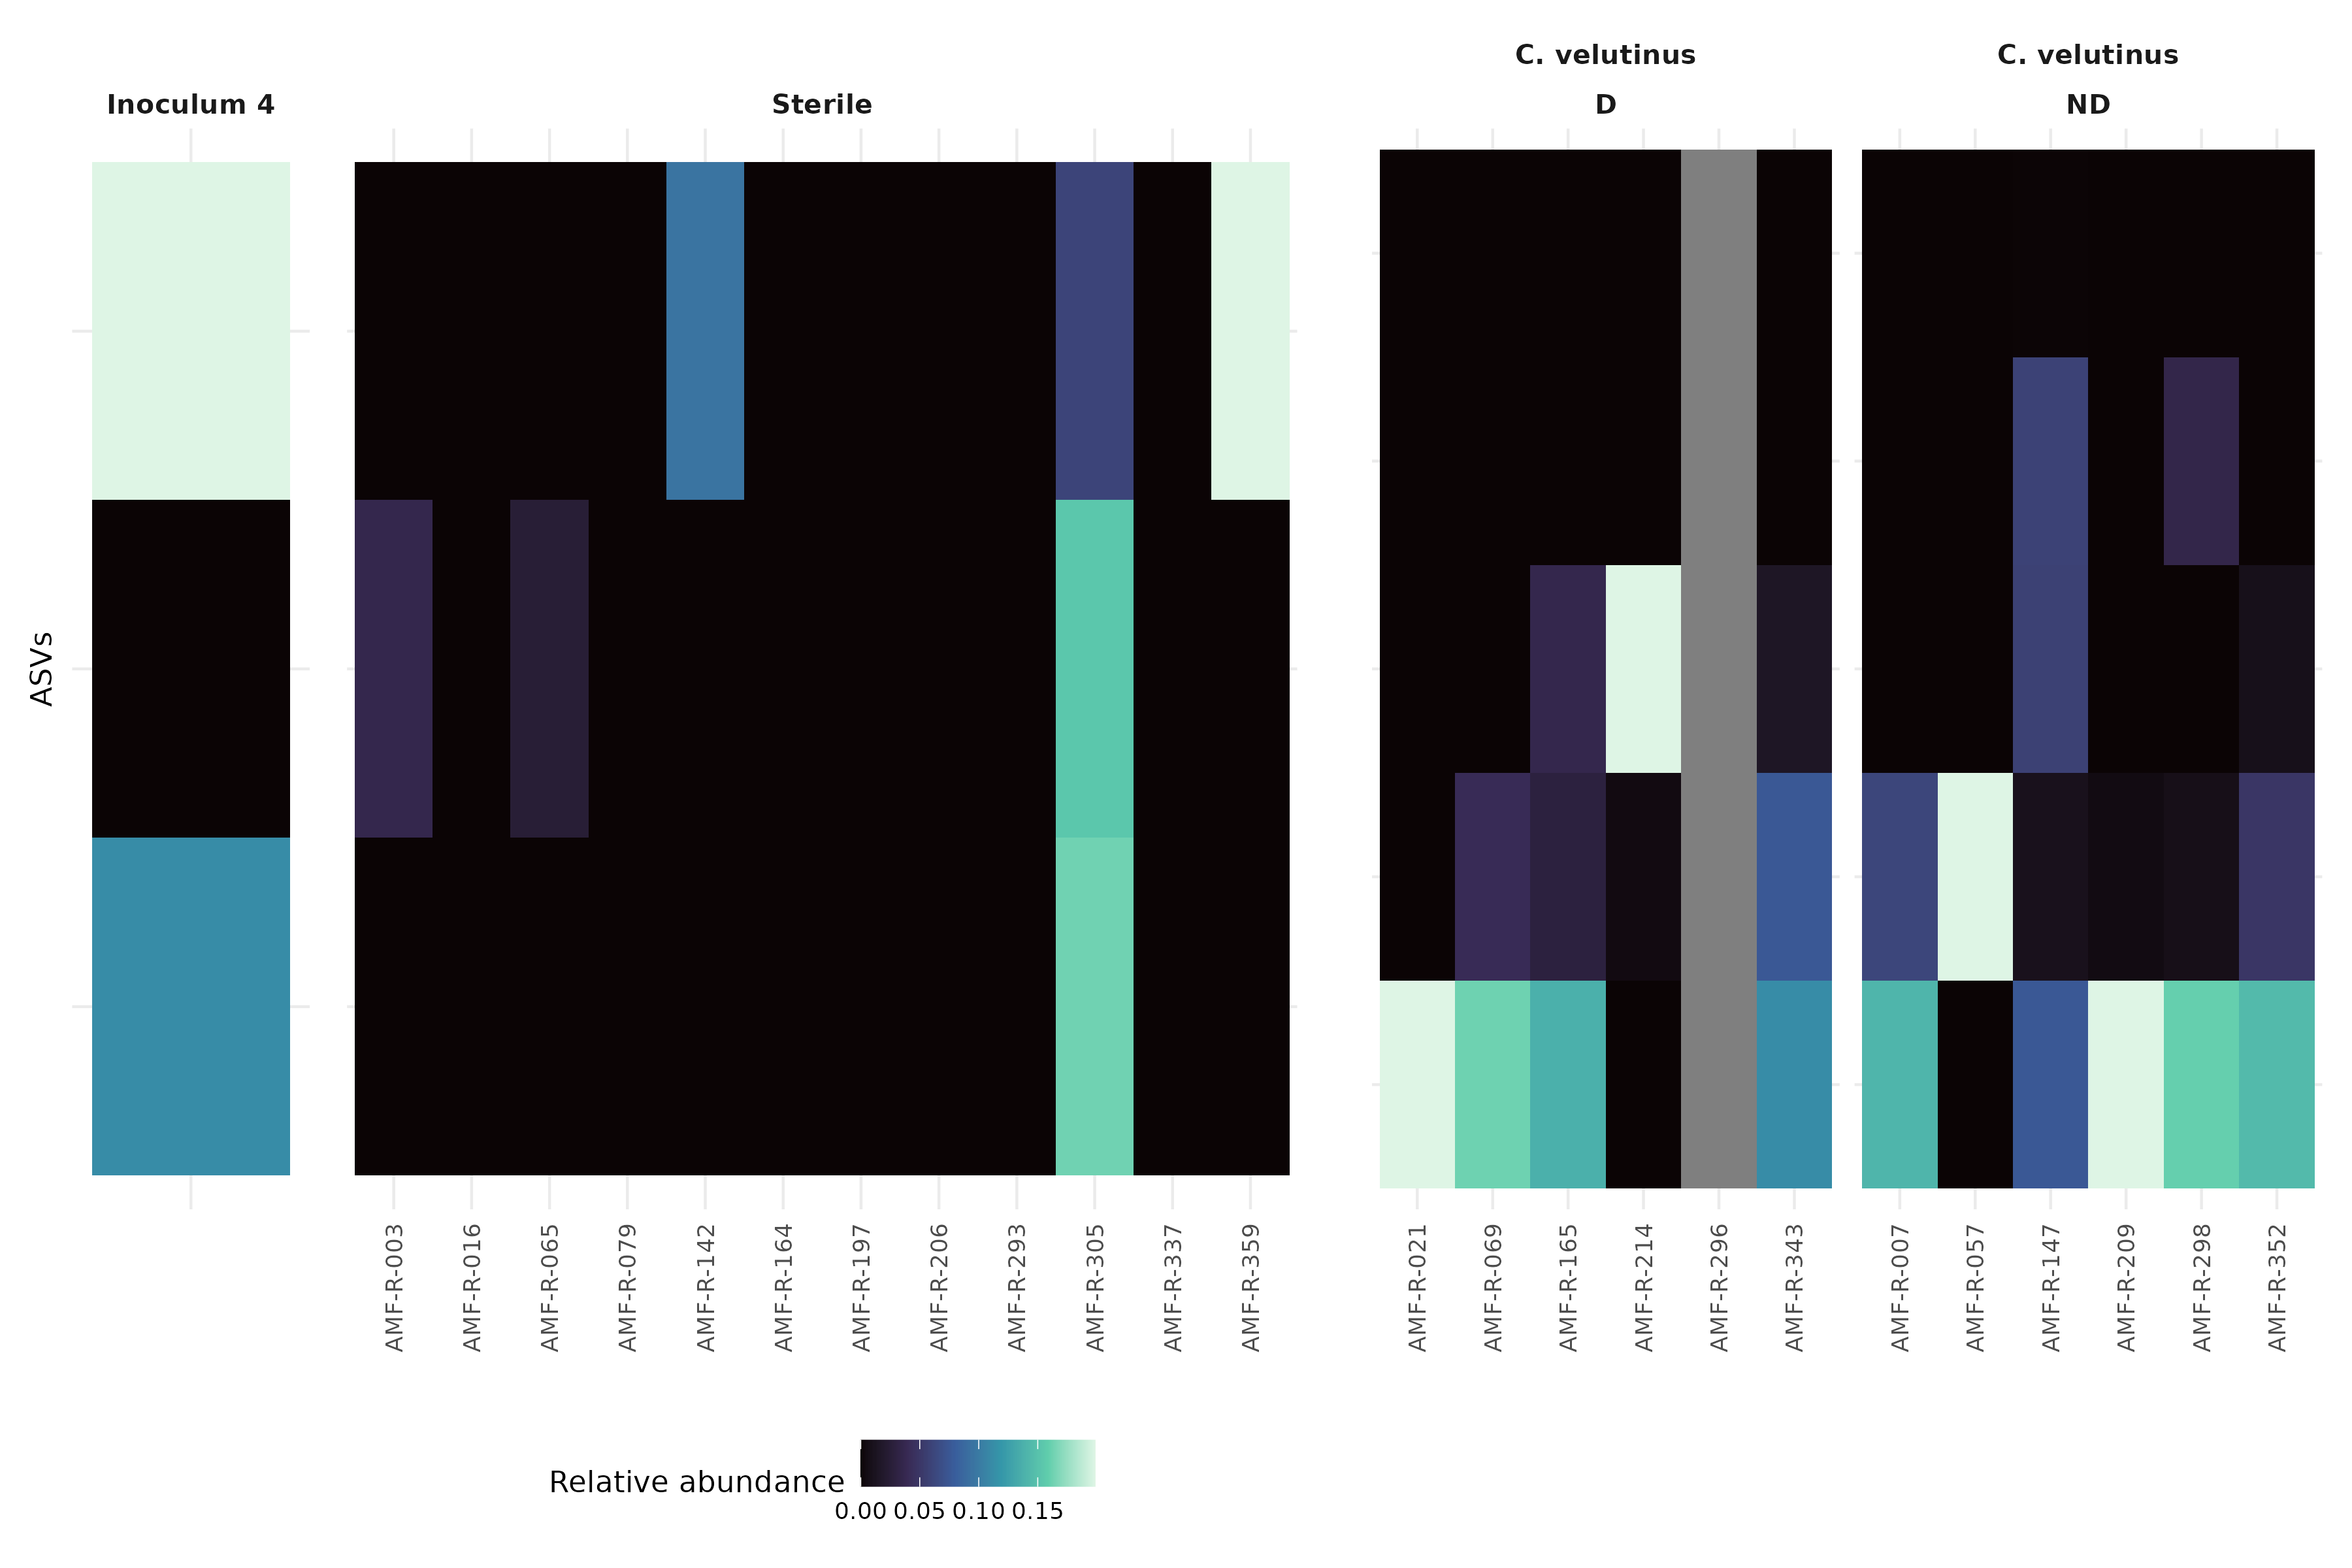 C. velutinus
C. velutinus
Inoculum 4
Sterile
D
ND
ASVs
AMF-R-003
AMF-R-016
AMF-R-065
AMF-R-079
AMF-R-142
AMF-R-164
AMF-R-197
AMF-R-206
AMF-R-293
AMF-R-305
AMF-R-337
AMF-R-359
AMF-R-021
AMF-R-069
AMF-R-165
AMF-R-214
AMF-R-296
AMF-R-343
AMF-R-007
AMF-R-057
AMF-R-147
AMF-R-209
AMF-R-298
AMF-R-352
Relative abundance
0.00 0.05 0.10 0.15